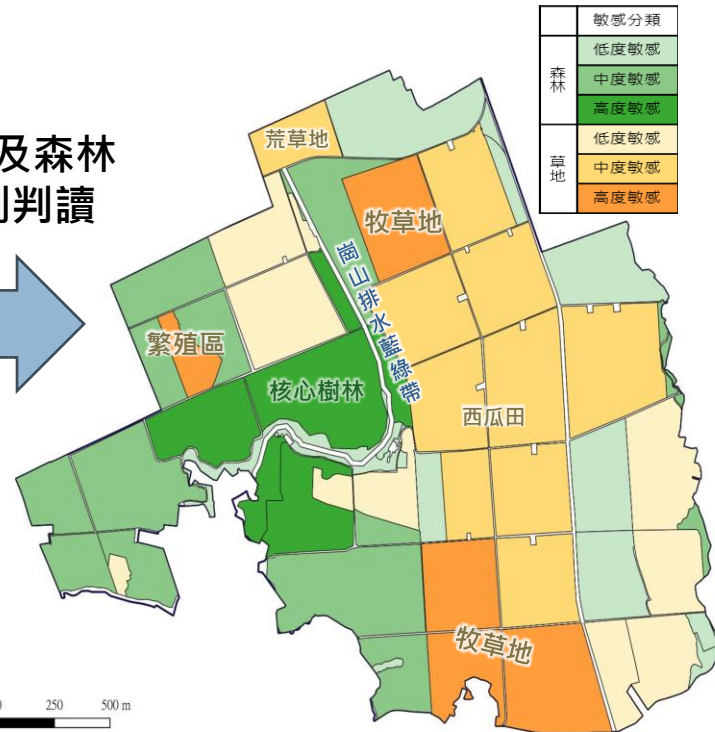 敏感分類
森林
低度敏感
中度敏感
高度敏感
草地
低度敏感
中度敏感
高度敏感
及森林
判讀
荒草地
牧草地
崗山排水藍綠帶
繁殖區
核心樹林
西瓜田
牧草地
250
500 m